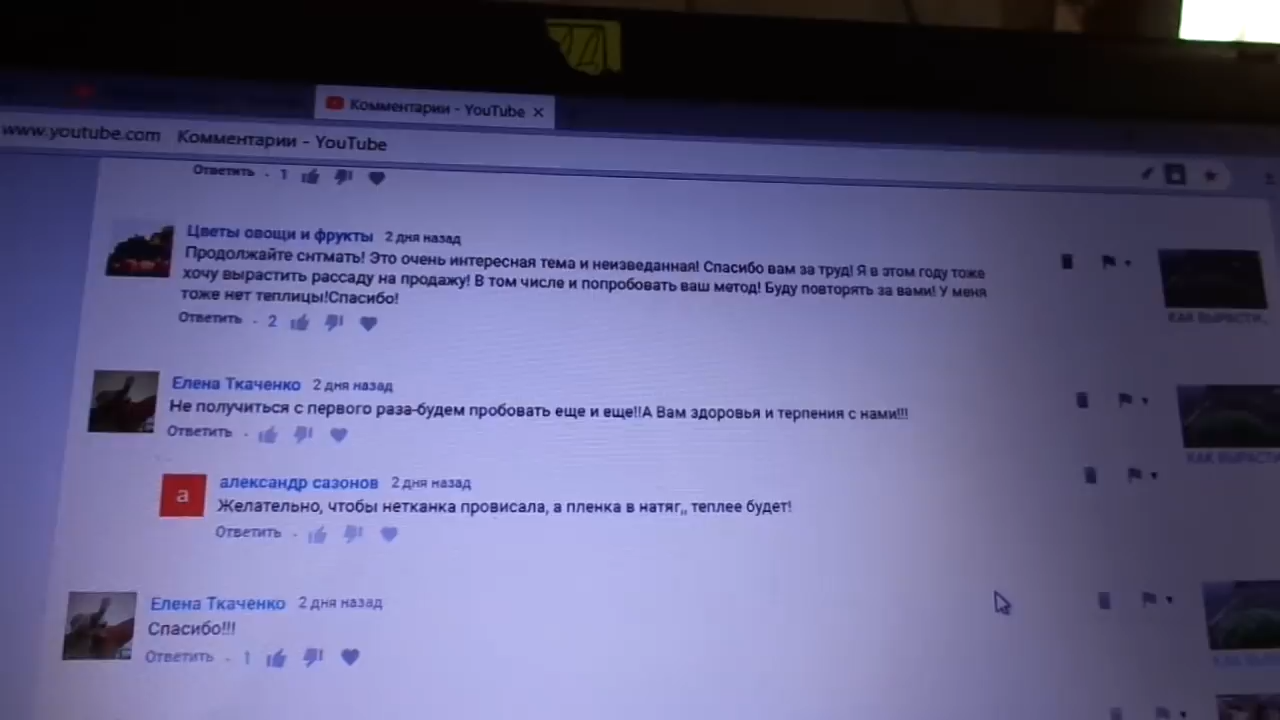 Комментарии - YouTube
www.youtube.com Комментарии - YouTube
Ответить · 1
Цветы овощи и фрукты 2 дня назад
Продолжайте снтмать! Это очень интересная тема и неизведанная! Спасибо вам за труд! Я в этом году тоже
хочу вырастить рассаду на продажу! В том числе и попробовать ваш метод! Буду повторять за вами! У меня
тоже нет теплицы!Спасибо!
Ответить · 2
КАК ВЫРАСТИ...
Елена Ткаченко 2 дня назад
Не получиться с первого раза-будем пробовать еще и еще!!А Вам здоровья и терпения с нами!!!
Ответить ·
КАК ВЫРАСТИ
a
александр сазонов 2 дня назад
Желательно, чтобы нетканка провисала, а пленка в натяг,, теплее будет!
Ответить ·
Елена Ткаченко 2 дня назад
Спасибо!!!
Ответить · 1